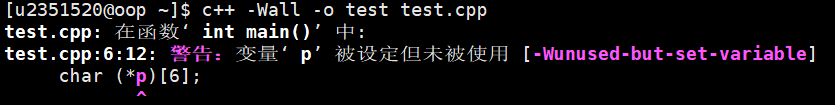 [u2351520@oop ~]$ c++ -Wall -o test test.cpp
test.cpp: 在函数‘ int main()’ 中:
test.cpp:6:12: 警告：变量‘ p’ 被设定但未被使用 [-Wunused-but-set-variable]
     char (*p)[6];
            ^